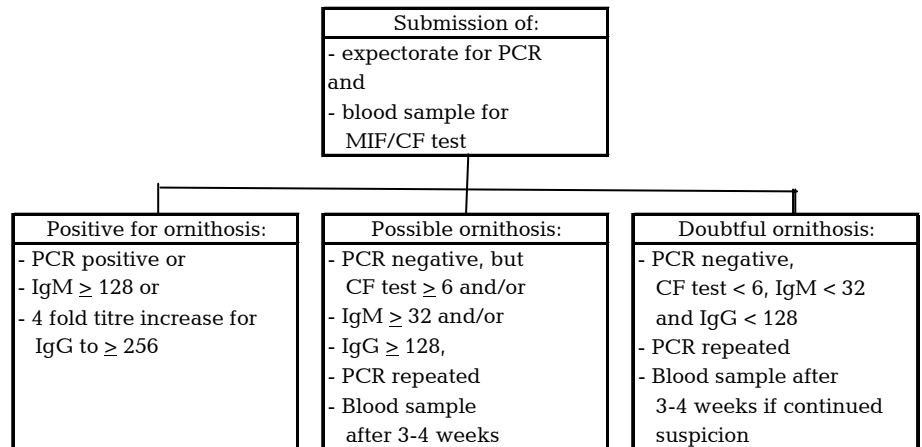 Submission of:
- expectorate for PCR
and
- blood sample for
MIF/CF test
Positive for ornithosis:
- PCR positive or
- IgM ≥ 128 or
- 4 fold titre increase for
IgG to ≥ 256
Possible ornithosis:
- PCR negative, but
CF test ≥ 6 and/or
- IgM ≥ 32 and/or
- IgG ≥ 128,
- PCR repeated
- Blood sample
after 3-4 weeks
Doubtful ornithosis:
- PCR negative,
CF test < 6, IgM < 32
and IgG < 128
- PCR repeated
- Blood sample after
3-4 weeks if continued
suspicion